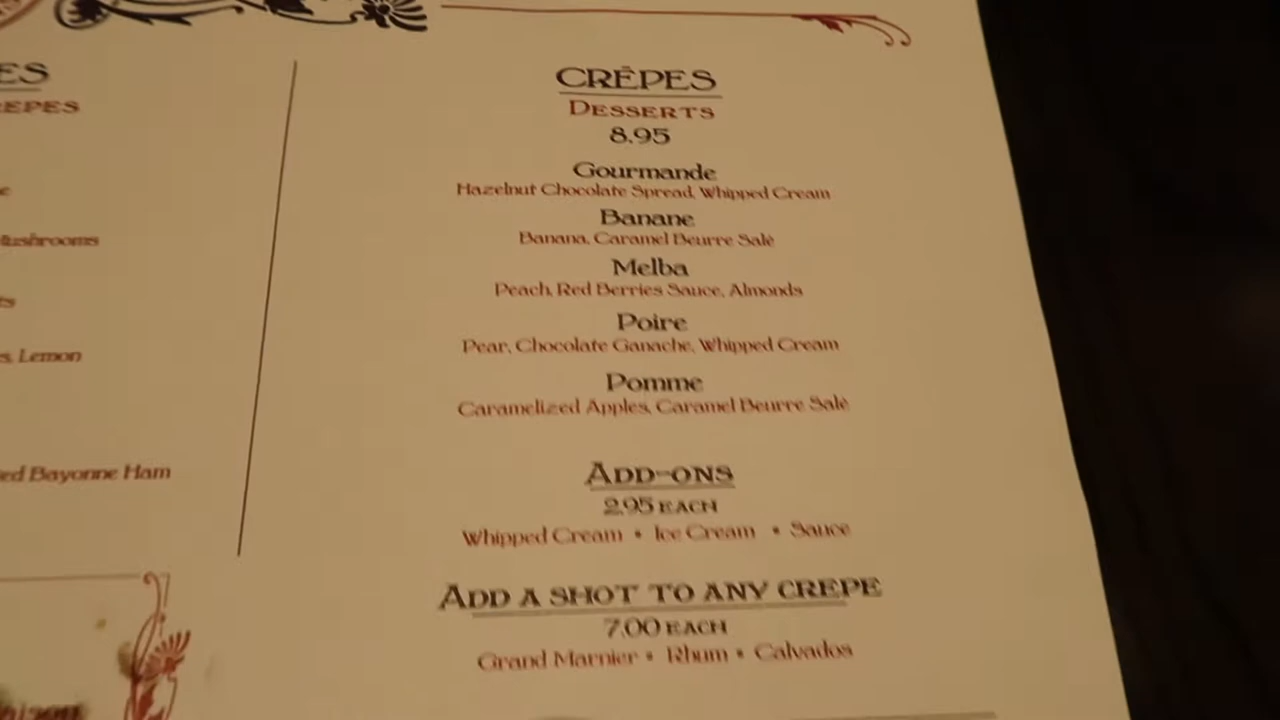 ES
EPES
Mushrooms
Lemon
Bayonne Ham
CRÊPES
DESSERTS
8.95
Gourmande
Hazelnut Chocolate Spread, Whipped Cream
Banane
Banana, Caramel Beurre Salé
Melba
Peach, Red Berries Sauce, Almonds
Poire
Pear, Chocolate Ganache, Whipped Cream
Pomme
Caramelized Apples, Caramel Beurre Salé
ADD-ONS
2.95 EACH
Whipped Cream • Ice Cream • Sauce
ADD A SHOT TO ANY CREPE
7.00 EACH
Grand Marnier • Rhum • Calvados